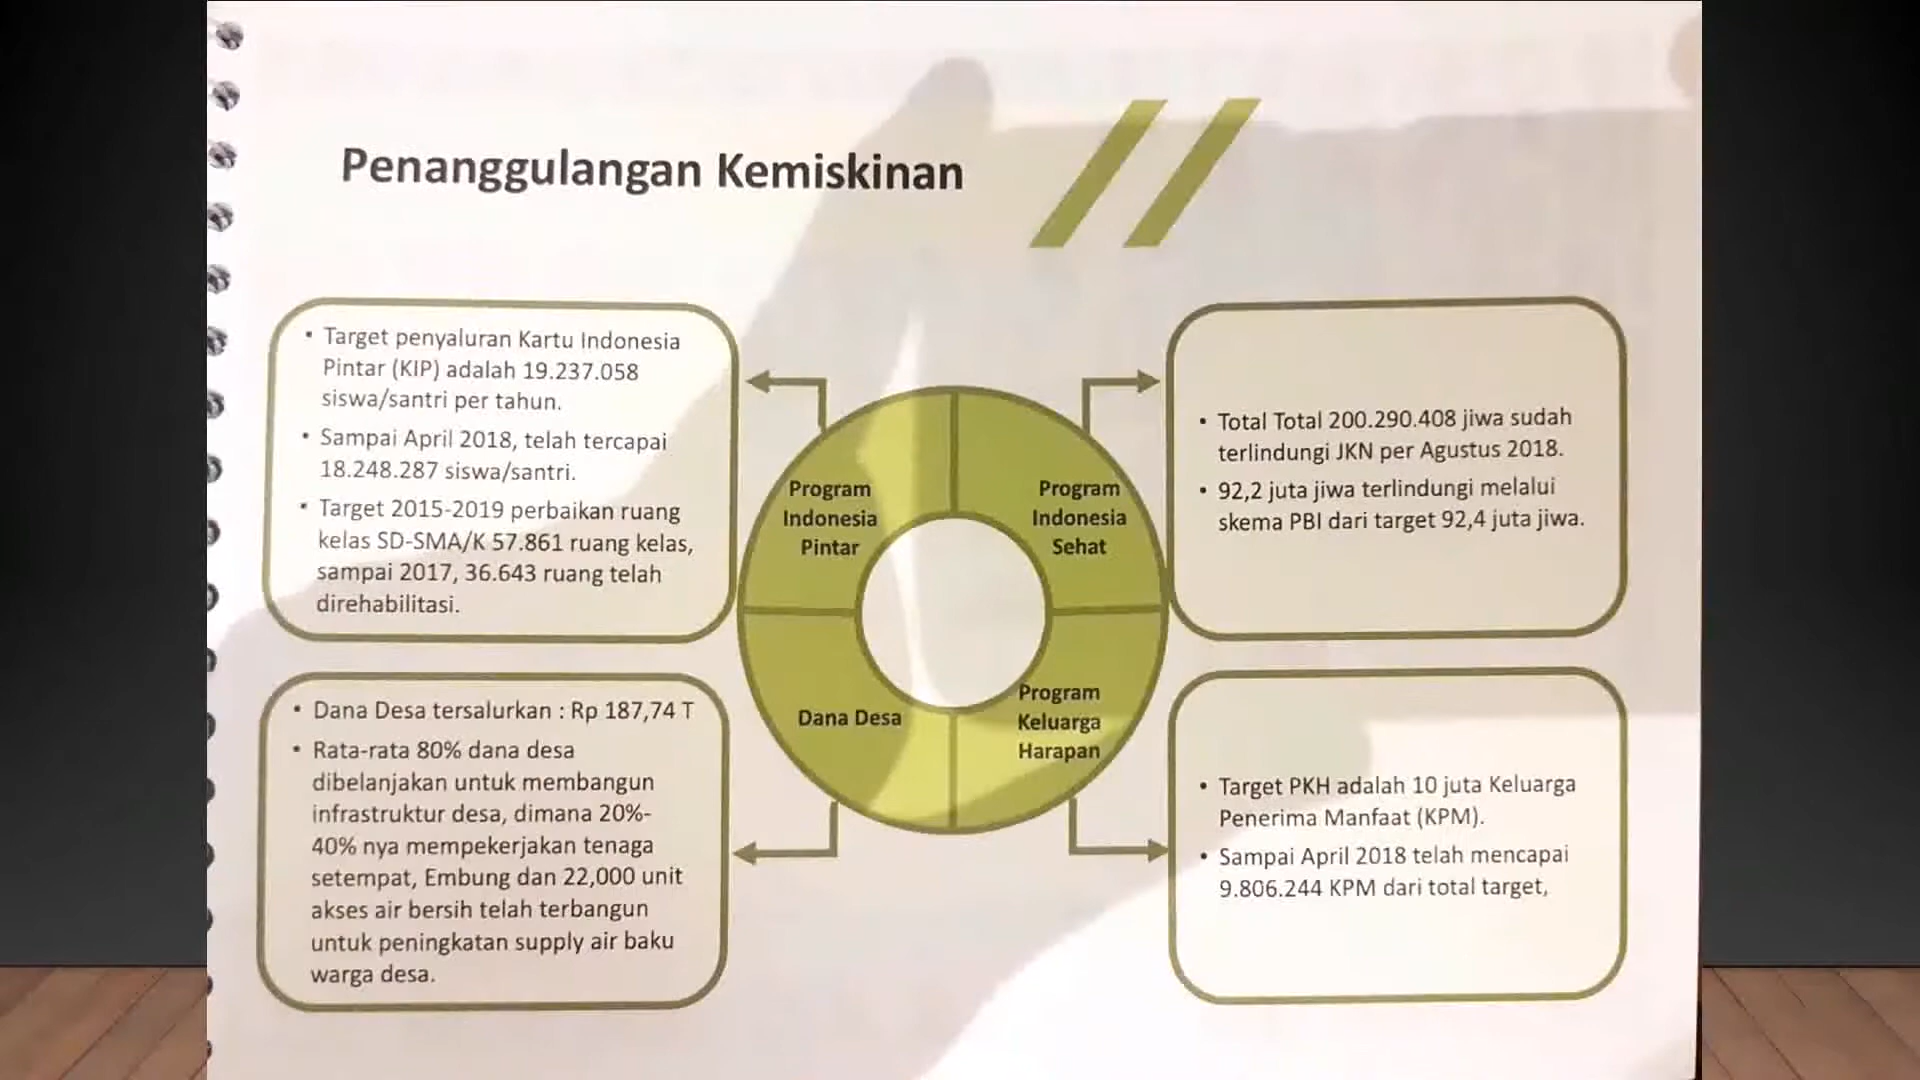 Penanggulangan Kemiskinan
• Target penyaluran Kartu Indonesia
Pintar (KIP) adalah 19.237.058
siswa/santri per tahun.
• Sampai April 2018, telah tercapai
18.248.287 siswa/santri.
• Target 2015-2019 perbaikan ruang
kelas SD-SMA/K 57.861 ruang kelas,
sampai 2017, 36.643 ruang telah
direhabilitasi.
Program
Indonesia
Pintar
Program
Indonesia
Sehat
• Total Total 200.290.408 jiwa sudah
terlindungi JKN per Agustus 2018.
• 92,2 juta jiwa terlindungi melalui
skema PBI dari target 92,4 juta jiwa.
• Dana Desa tersalurkan : Rp 187,74 T
• Rata-rata 80% dana desa
dibelanjakan untuk membangun
infrastruktur desa, dimana 20%-
40% nya mempekerjakan tenaga
setempat, Embung dan 22,000 unit
akses air bersih telah terbangun
untuk peningkatan supply air baku
warga desa.
Dana Desa
Program
Keluarga
Harapan
• Target PKH adalah 10 juta Keluarga
Penerima Manfaat (KPM).
• Sampai April 2018 telah mencapai
9.806.244 KPM dari total target,